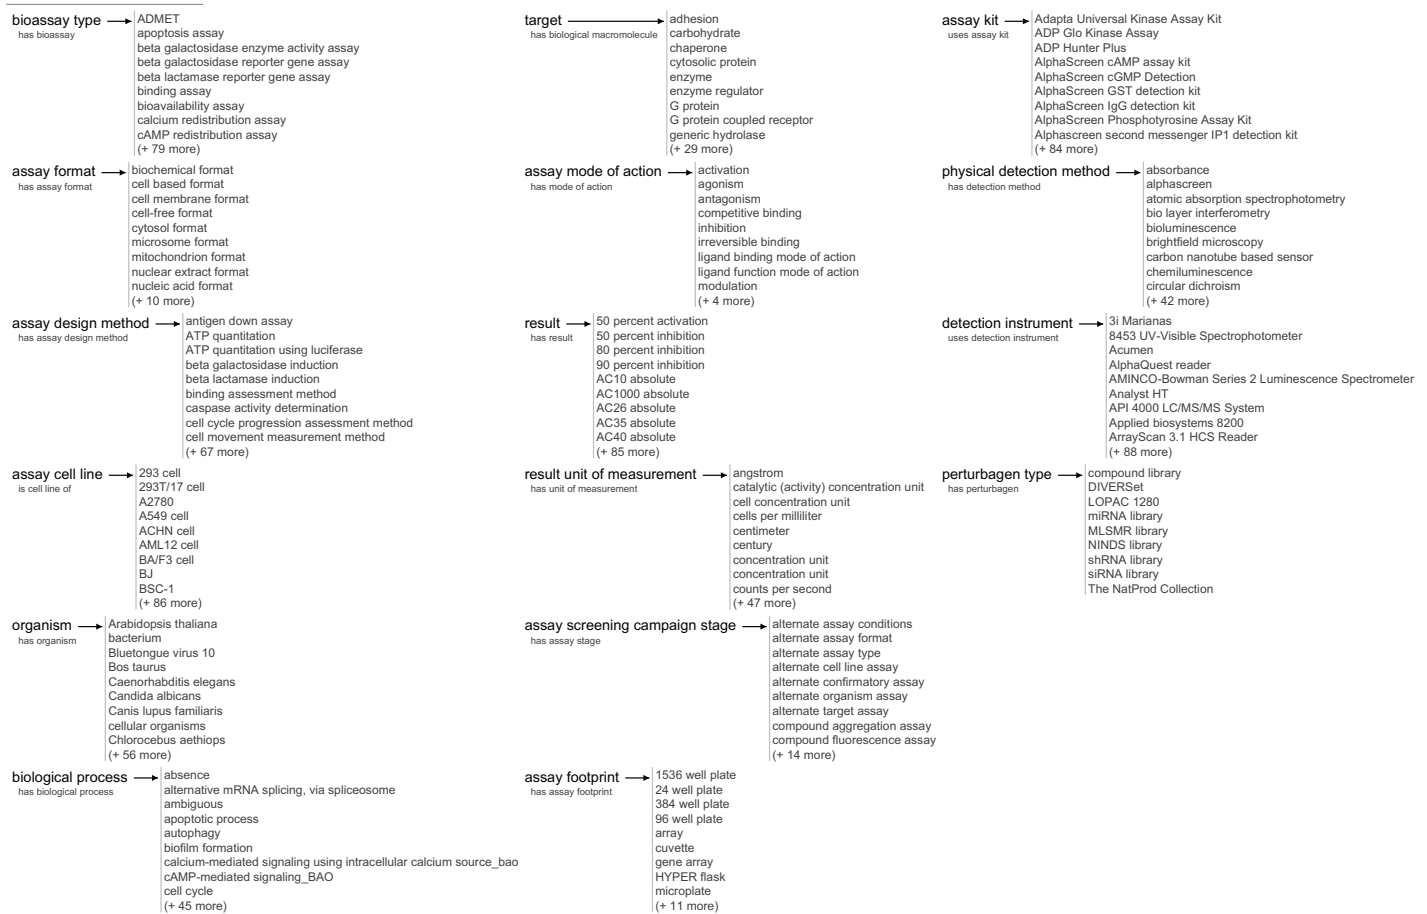 bioassay type
has bioassay
ADMET
apoptosis assay
beta galactosidase enzyme activity assay
beta galactosidase reporter gene assay
beta lactamase reporter gene assay
binding assay
bioavailability assay
calcium redistribution assay
cAMP redistribution assay
(+ 79 more)
assay format
has assay format
biochemical format
cell based format
cell membrane format
cell-free format
cytosol format
microsome format
mitochondrion format
nuclear extract format
nucleic acid format
(+ 10 more)
assay design method
has assay design method
antigen down assay
ATP quantitation
ATP quantitation using luciferase
beta galactosidase induction
beta lactamase induction
binding assessment method
caspase activity determination
cell cycle progression assessment method
cell movement measurement method
(+ 67 more)
assay cell line
is cell line of
293 cell
293T/17 cell
A2780
A549 cell
ACHN cell
AML12 cell
BA/F3 cell
BJ
BSC-1
(+ 86 more)
organism
has organism
Arabidopsis thaliana
bacterium
Bluetongue virus 10
Bos taurus
Caenorhabditis elegans
Candida albicans
Canis lupus familiaris
cellular organisms
Chlorocebus aethiops
(+ 56 more)
biological process
has biological process
absence
alternative mRNA splicing, via spliceosome
ambiguous
apoptotic process
autophagy
biofilm formation
calcium-mediated signaling using intracellular calcium source_bao
cAMP-mediated signaling_BAO
cell cycle
(+ 45 more)
target
has biological macromolecule
adhesion
carbohydrate
chaperone
cytosolic protein
enzyme
enzyme regulator
G protein
G protein coupled receptor
generic hydrolase
(+ 29 more)
assay mode of action
has mode of action
activation
agonism
antagonism
competitive binding
inhibition
irreversible binding
ligand binding mode of action
ligand function mode of action
modulation
(+ 4 more)
result
has result
50 percent activation
50 percent inhibition
80 percent inhibition
90 percent inhibition
AC10 absolute
AC1000 absolute
AC26 absolute
AC35 absolute
AC40 absolute
(+ 85 more)
result unit of measurement
has unit of measurement
angstrom
catalytic (activity) concentration unit
cell concentration unit
cells per milliliter
centimeter
century
concentration unit
concentration unit
counts per second
(+ 47 more)
assay screening campaign stage
has assay stage
alternate assay conditions
alternate assay format
alternate assay type
alternate cell line assay
alternate confirmatory assay
alternate organism assay
alternate target assay
compound aggregation assay
compound fluorescence assay
(+ 14 more)
assay footprint
has assay footprint
1536 well plate
24 well plate
384 well plate
96 well plate
array
cuvette
gene array
HYPER flask
microplate
(+ 11 more)
assay kit
uses assay kit
Adapta Universal Kinase Assay Kit
ADP Glo Kinase Assay
ADP Hunter Plus
AlphaScreen cAMP assay kit
AlphaScreen cGMP Detection
AlphaScreen GST detection kit
AlphaScreen IgG detection kit
AlphaScreen Phosphotyrosine Assay Kit
Alphascreen second messenger IP1 detection kit
(+ 84 more)
physical detection method
has detection method
absorbance
alphascreen
atomic absorption spectrophotometry
bio layer interferometry
bioluminescence
brightfield microscopy
carbon nanotube based sensor
chemiluminescence
circular dichroism
(+ 42 more)
detection instrument
uses detection instrument
3i Marianas
8453 UV-Visible Spectrophotometer
Acumen
AlphaQuest reader
AMINCO-Bowman Series 2 Luminescence Spectrometer
Analyst HT
API 4000 LC/MS/MS System
Applied biosystems 8200
ArrayScan 3.1 HCS Reader
(+ 88 more)
perturbagen type
has perturbagen
compound library
DIVERSet
LOPAC 1280
miRNA library
MLSMR library
NINDS library
shRNA library
siRNA library
The NatProd Collection